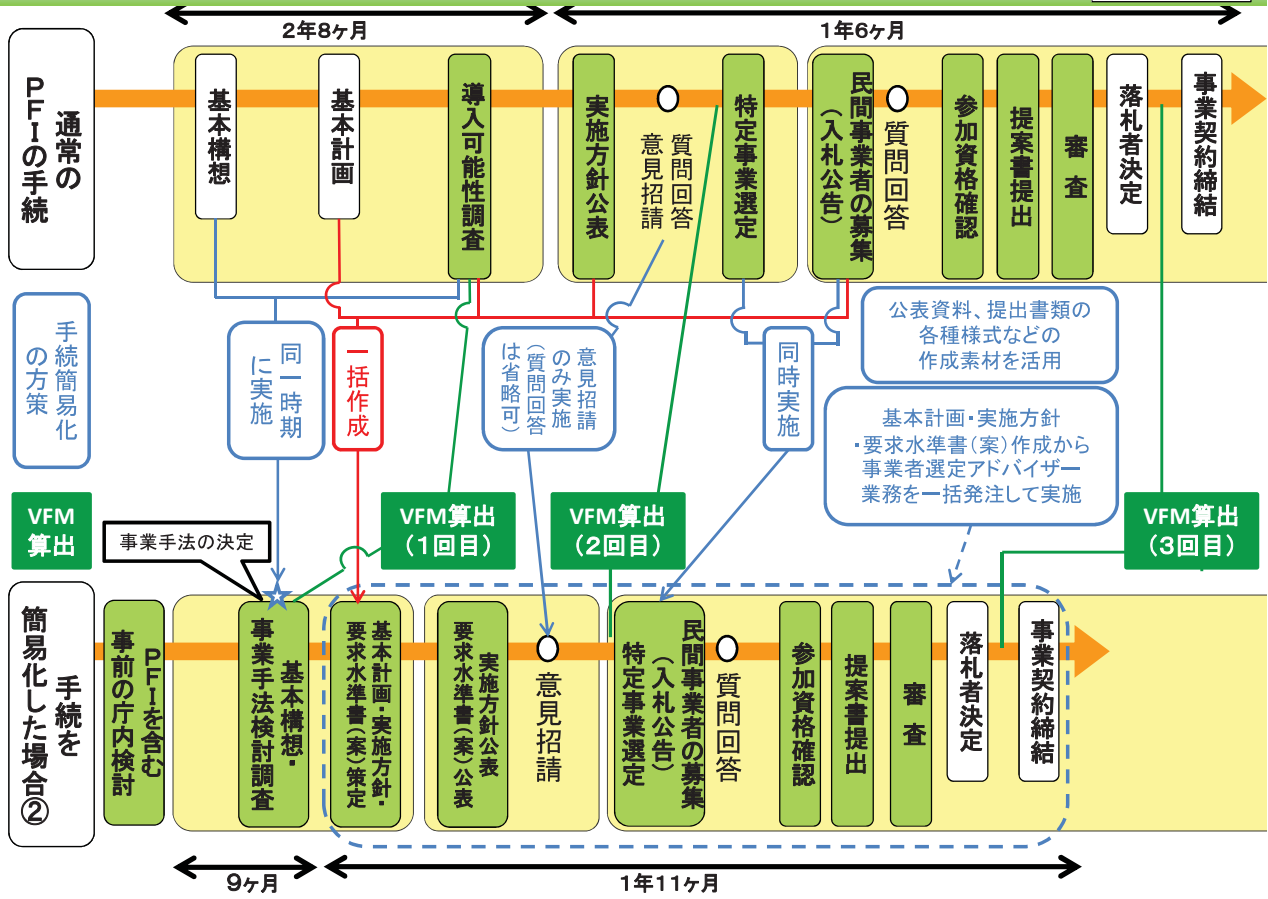 2年8ヶ月
1年6ヶ月
通常の
PFIの手続
基本構想
基本計画
導入可能性調査
実施方針公表
質問回答
意見招請
特定事業選定
民間事業者の募集
（入札公告）
質問回答
参加資格確認
提案書提出
審査
落札者決定
事業契約締結
手続簡易化
の方策
同一時期
に実施
一括作成
意見招請
のみ実施
（質問回答
は省略可）
同時実施
公表資料、提出書類の
各種様式などの
作成素材を活用
基本計画・実施方針
・要求水準書（案）作成から
事業者選定アドバイザー
業務を一括発注して実施
VFM
算出
事業手法の決定
VFM算出
（1回目）
VFM算出
（2回目）
VFM算出
（3回目）
手続を
簡易化した場合②
PFIを含む
事前の庁内検討
基本構想・
事業手法検討調査
基本計画・実施方針・
要求水準書（案）策定
実施方針公表
要求水準書（案）公表
意見招請
民間事業者の募集
（入札公告）
特定事業選定
質問回答
参加資格確認
提案書提出
審査
落札者決定
事業契約締結
9ヶ月
1年11ヶ月